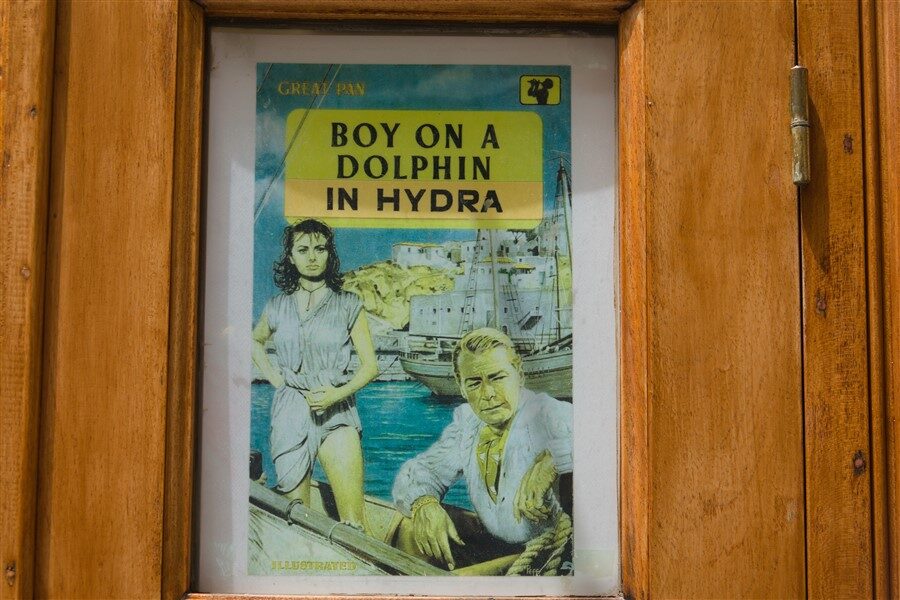 GREAT PAN
BOY ON A
DOLPHIN
IN HYDRA
ILLUSTRATED